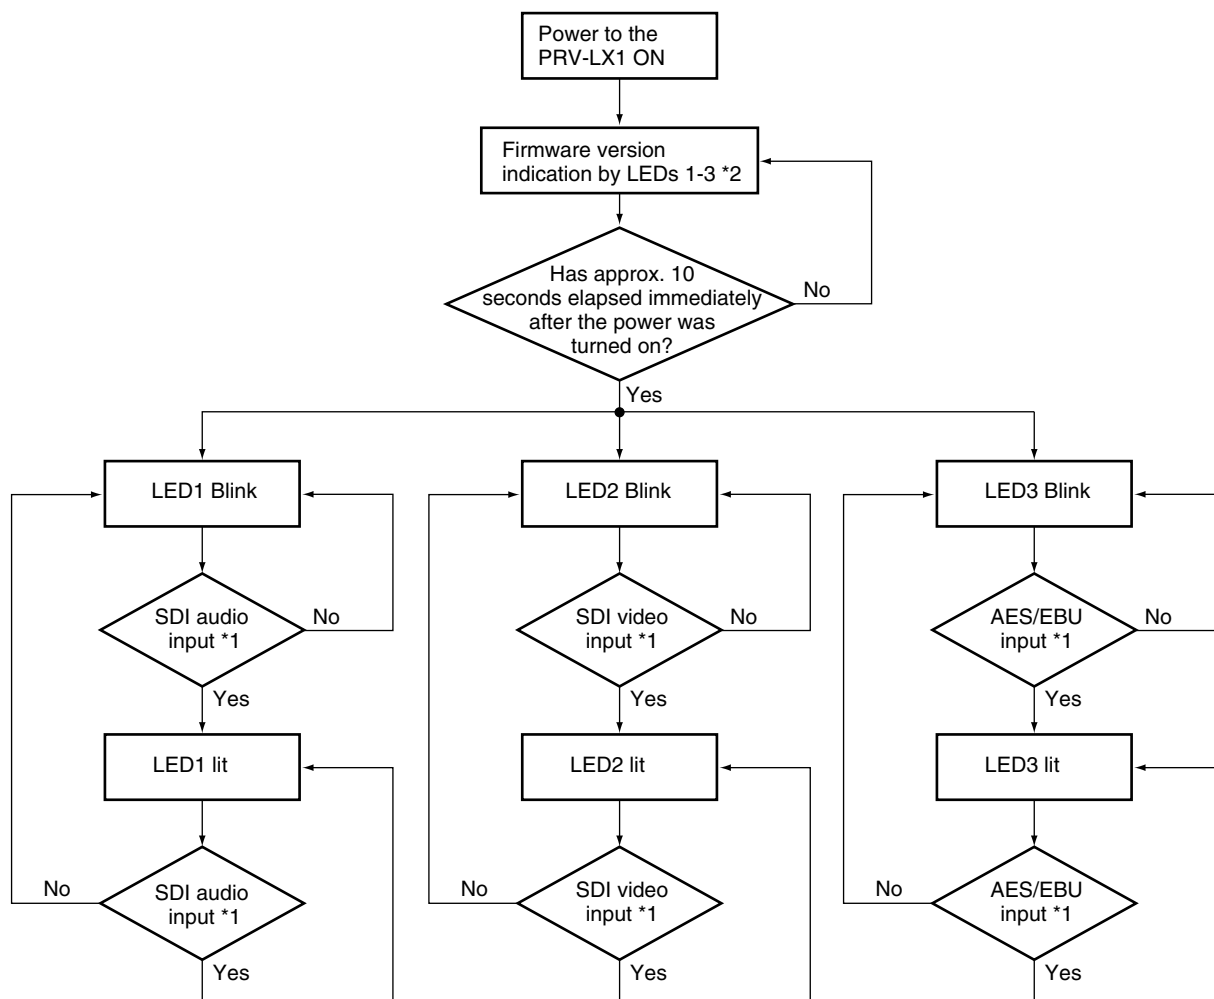 Power to the
PRV-LX1 ON
Firmware version
indication by LEDs 1-3 *2
Has approx. 10
seconds elapsed immediately
after the power was
turned on?
No
Yes
LED1 Blink
LED2 Blink
LED3 Blink
SDI audio
input *1
No
SDI video
input *1
No
AES/EBU
input *1
No
Yes
Yes
Yes
LED1 lit
LED2 lit
LED3 lit
No
SDI audio
input *1
No
SDI video
input *1
No
AES/EBU
input *1
Yes
Yes
Yes